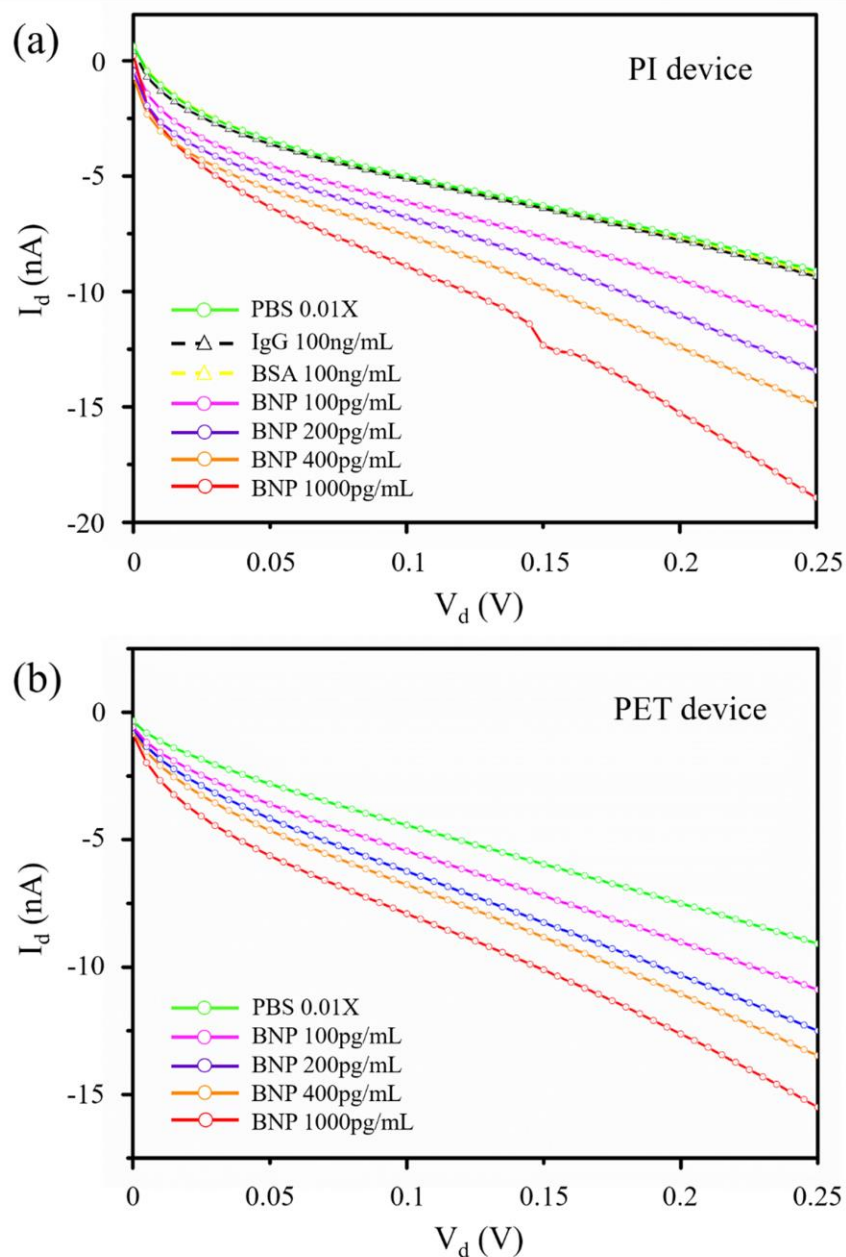 (a)
PI device
0
-5
-10
-15
-20
I_d (nA)
PBS 0.01X
IgG 100ng/mL
BSA 100ng/mL
BNP 100pg/mL
BNP 200pg/mL
BNP 400pg/mL
BNP 1000pg/mL
0 0.05 0.1 0.15 0.2 0.25
V_d (V)
(b)
PET device
0
-5
-10
-15
I_d (nA)
PBS 0.01X
BNP 100pg/mL
BNP 200pg/mL
BNP 400pg/mL
BNP 1000pg/mL
0 0.05 0.1 0.15 0.2 0.25
V_d (V)